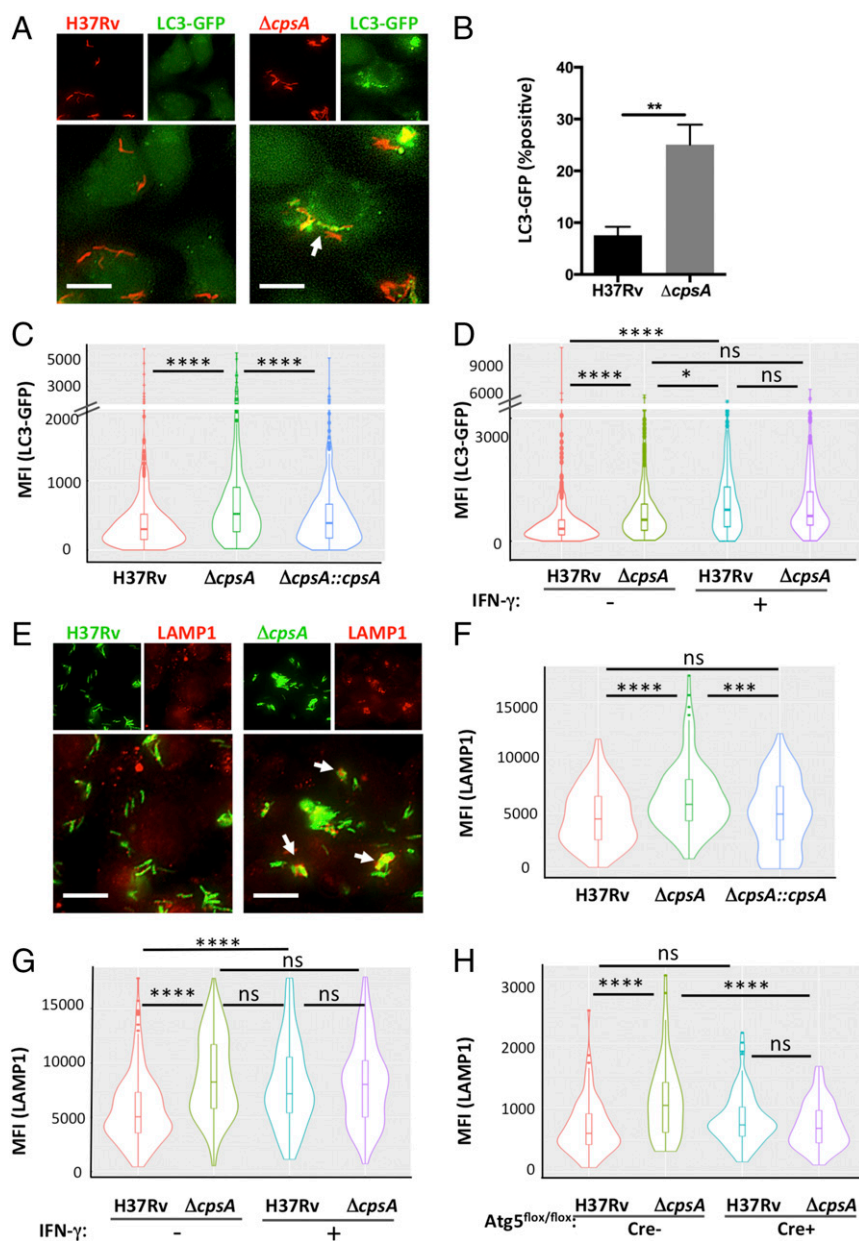 A
H37Rv LC3-GFP ΔcpsA LC3-GFP
B
LC3-GFP (%positive)
40
30
20
10
0
**
H37Rv ΔcpsA
C
MFI (LC3-GFP)
5000
3000
2000
1000
0
**** ****
H37Rv ΔcpsA ΔcpsA::cpsA
D
MFI (LC3-GFP)
9000
6000
3000
0
****
ns
**** * ns
H37Rv ΔcpsA H37Rv ΔcpsA
IFN-γ: - +
E
H37Rv LAMP1 ΔcpsA LAMP1
F
MFI (LAMP1)
15000
10000
5000
0
ns
**** ***
H37Rv ΔcpsA ΔcpsA::cpsA
G
MFI (LAMP1)
15000
10000
5000
0
****
ns
**** ns ns
H37Rv ΔcpsA H37Rv ΔcpsA
IFN-γ: - +
H
MFI (LAMP1)
3000
2000
1000
0
ns
**** ****
ns
H37Rv ΔcpsA H37Rv ΔcpsA
Atg5flox/flox: Cre- Cre+